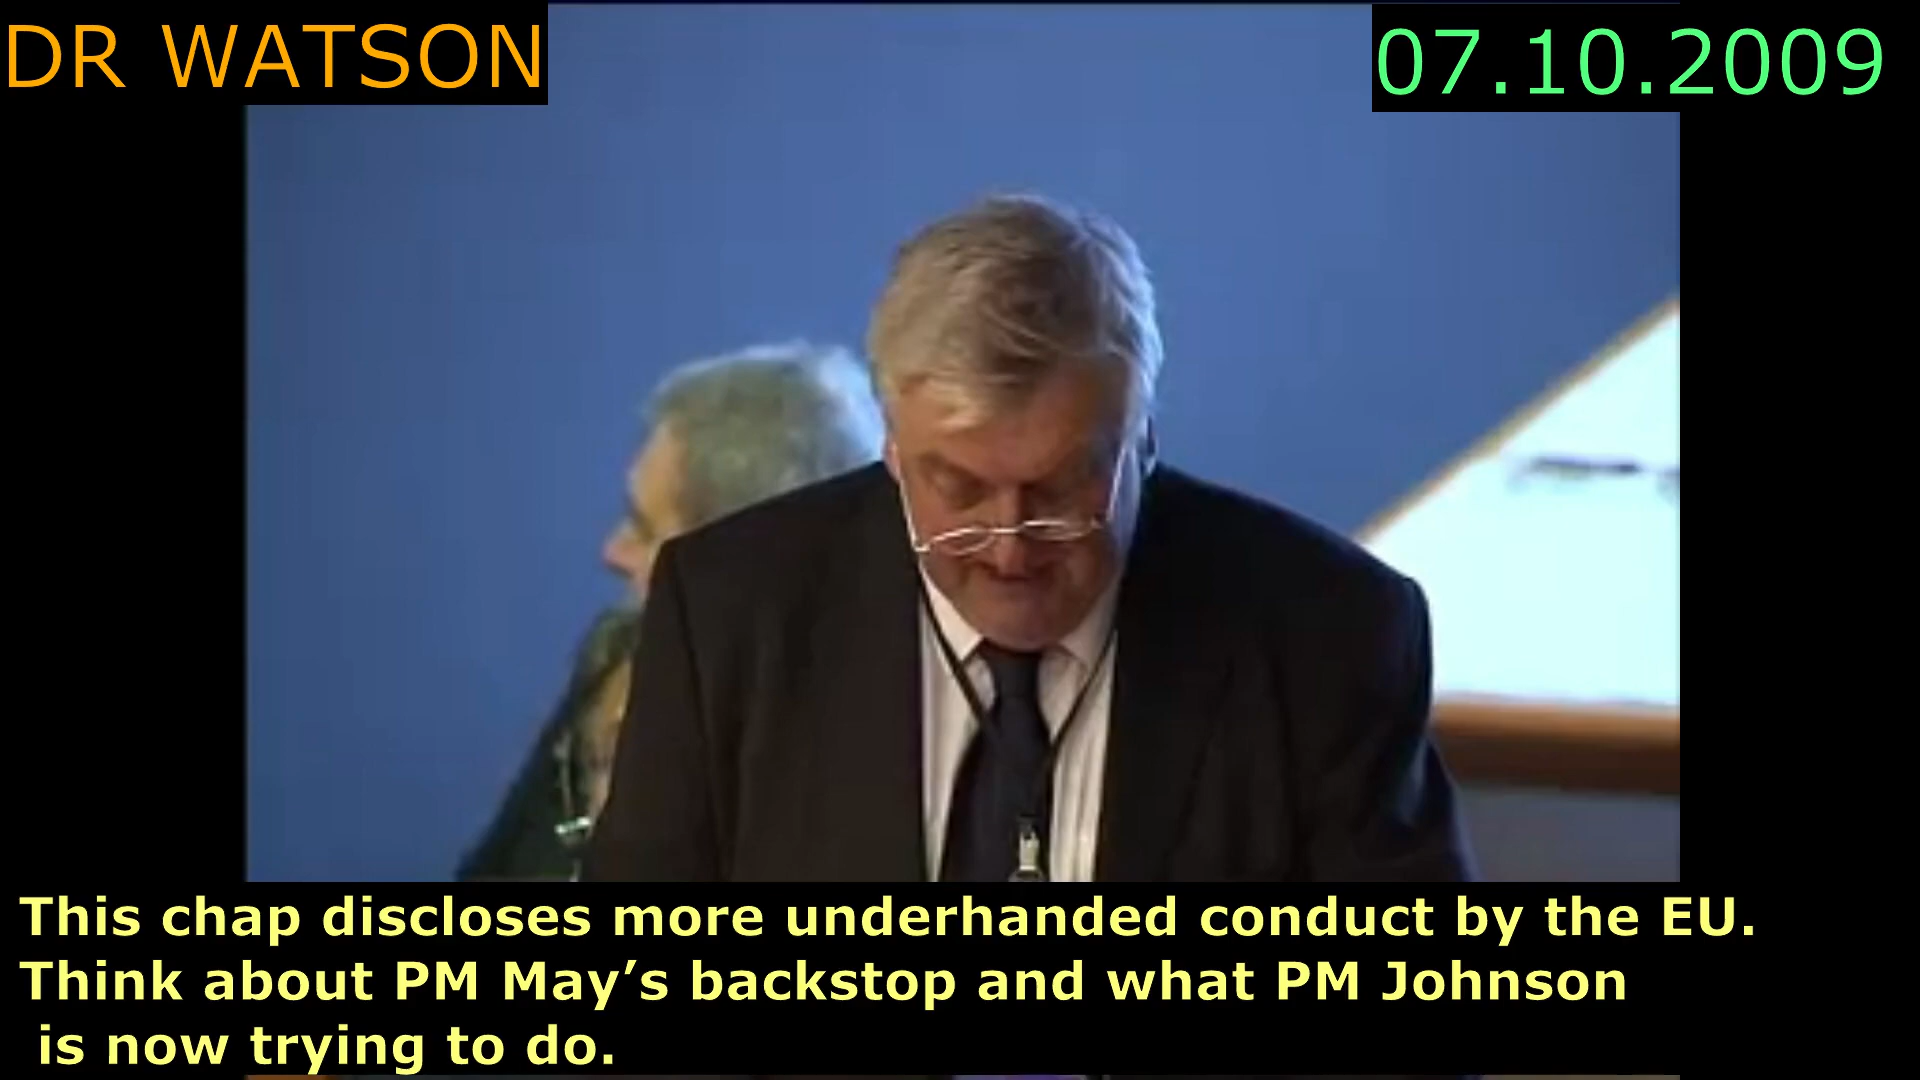 DR WATSON
07.10.2009
This chap discloses more underhanded conduct by the EU.
Think about PM May’s backstop and what PM Johnson
is now trying to do.